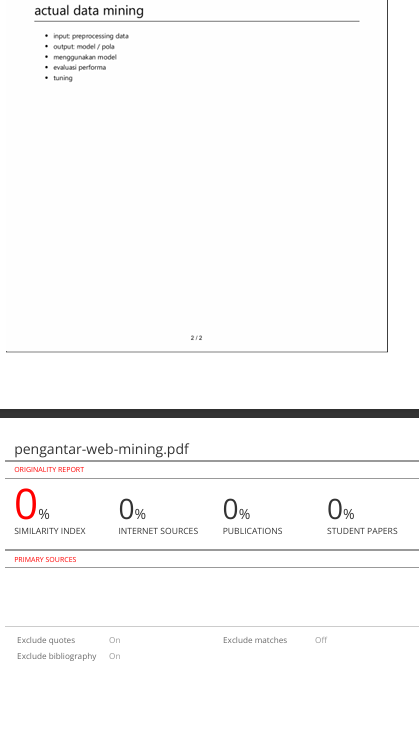 actual data mining
• input: preprocessing data
• output: model / pola
• menggunakan model
• evaluasi performa
• tuning
2 / 2
pengantar-web-mining.pdf
ORIGINALITY REPORT
0% 0% 0% 0%
SIMILARITY INDEX INTERNET SOURCES PUBLICATIONS STUDENT PAPERS
PRIMARY SOURCES
Exclude quotes On Exclude matches Off
Exclude bibliography On